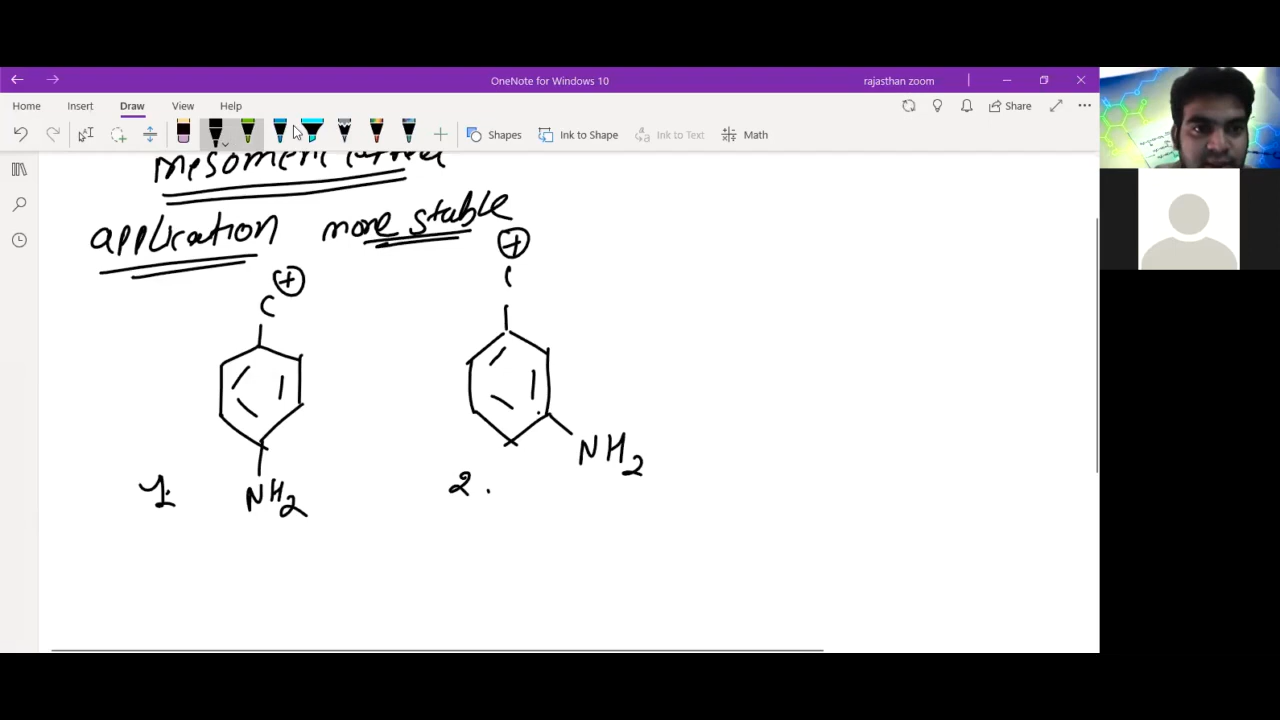 OneNote for Windows 10
rajasthan zoom
Home Insert Draw View Help
Share
Shapes Ink to Shape Ink to Text Math
application more stable
+
+
C
C
NH2
NH2
1.
2.